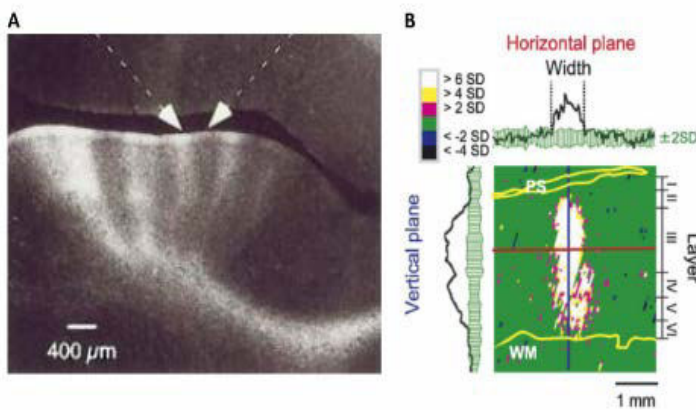 A
400 µm
B
Horizontal plane
Width
> 6 SD
> 4 SD
> 2 SD
< -2 SD
< -4 SD
±2SD
Vertical plane
PS
WM
I
II
III
IV
V
VI
Layer
1 mm